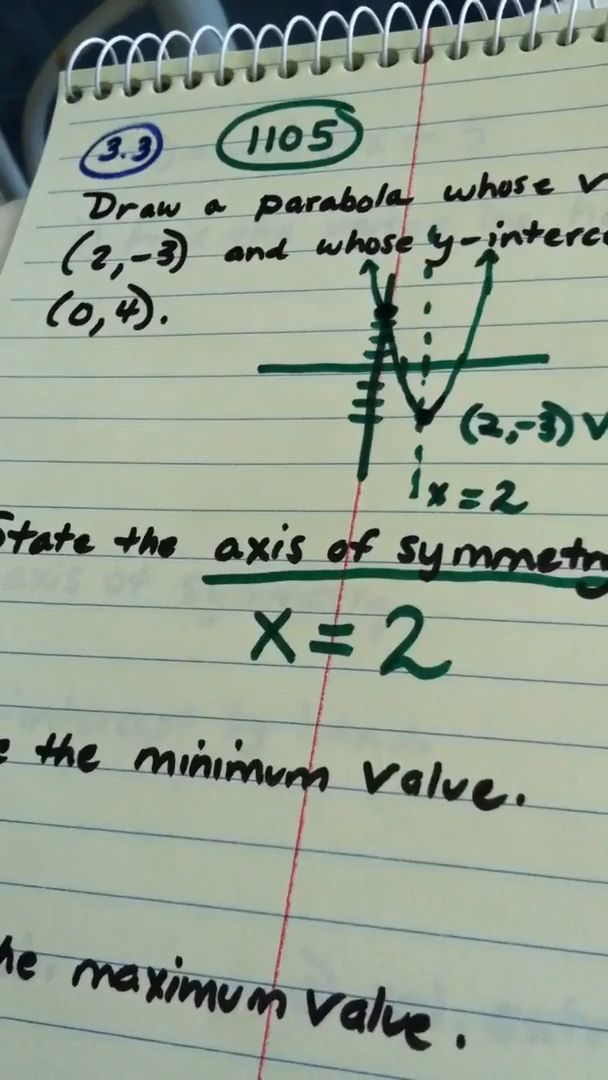 3.3 1105
Draw a parabola whose
(2,-3) and whose y-interc
(0,4).
(2,-3) V
x=2
State the axis of symmetr
x=2
the minimum value.
he maximum value.